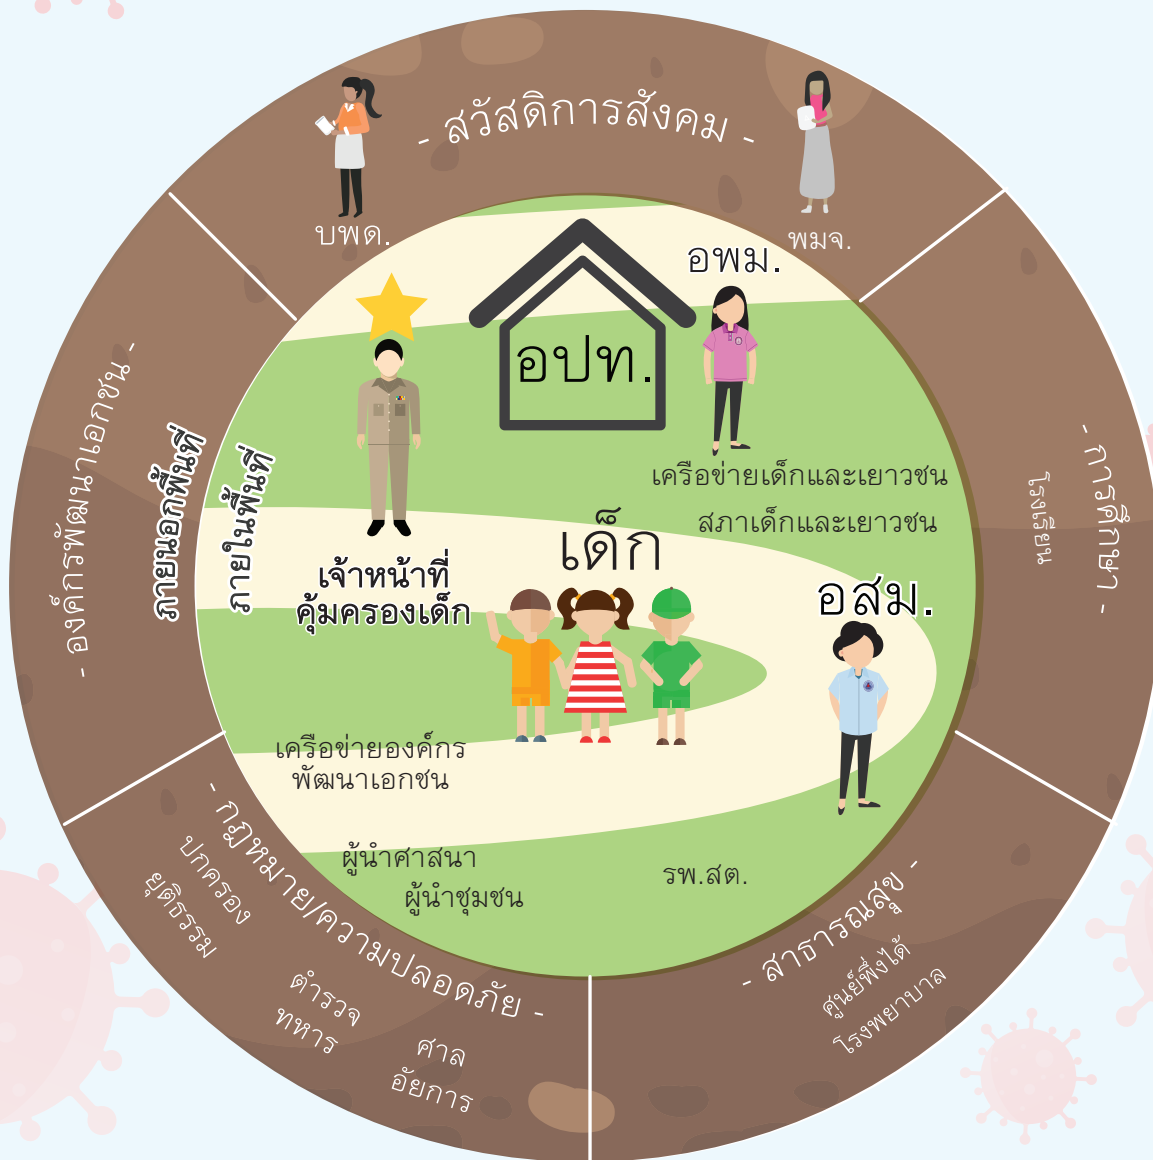 - สวัสดิการสังคม -
บพด.
พมจ.
อพม.
อปท.
- องค์กรพัฒนาเอกชน -
ภายนอกพื้นที่
ภายในพื้นที่
- การศึกษา -
โรงเรียน
เครือข่ายเด็กและเยาวชน
สภาเด็กและเยาวชน
เด็ก
เจ้าหน้าที่
คุ้มครองเด็ก
อสม.
เครือข่ายองค์กร
พัฒนาเอกชน
ผู้นำศาสนา
ผู้นำชุมชน
รพ.สต.
- กฎหมาย/ความปลอดภัย -
ปกครอง
ยุติธรรม
ตำรวจ
ทหาร
ศาล
อัยการ
- สาธารณสุข -
ศูนย์พึ่งได้
โรงพยาบาล